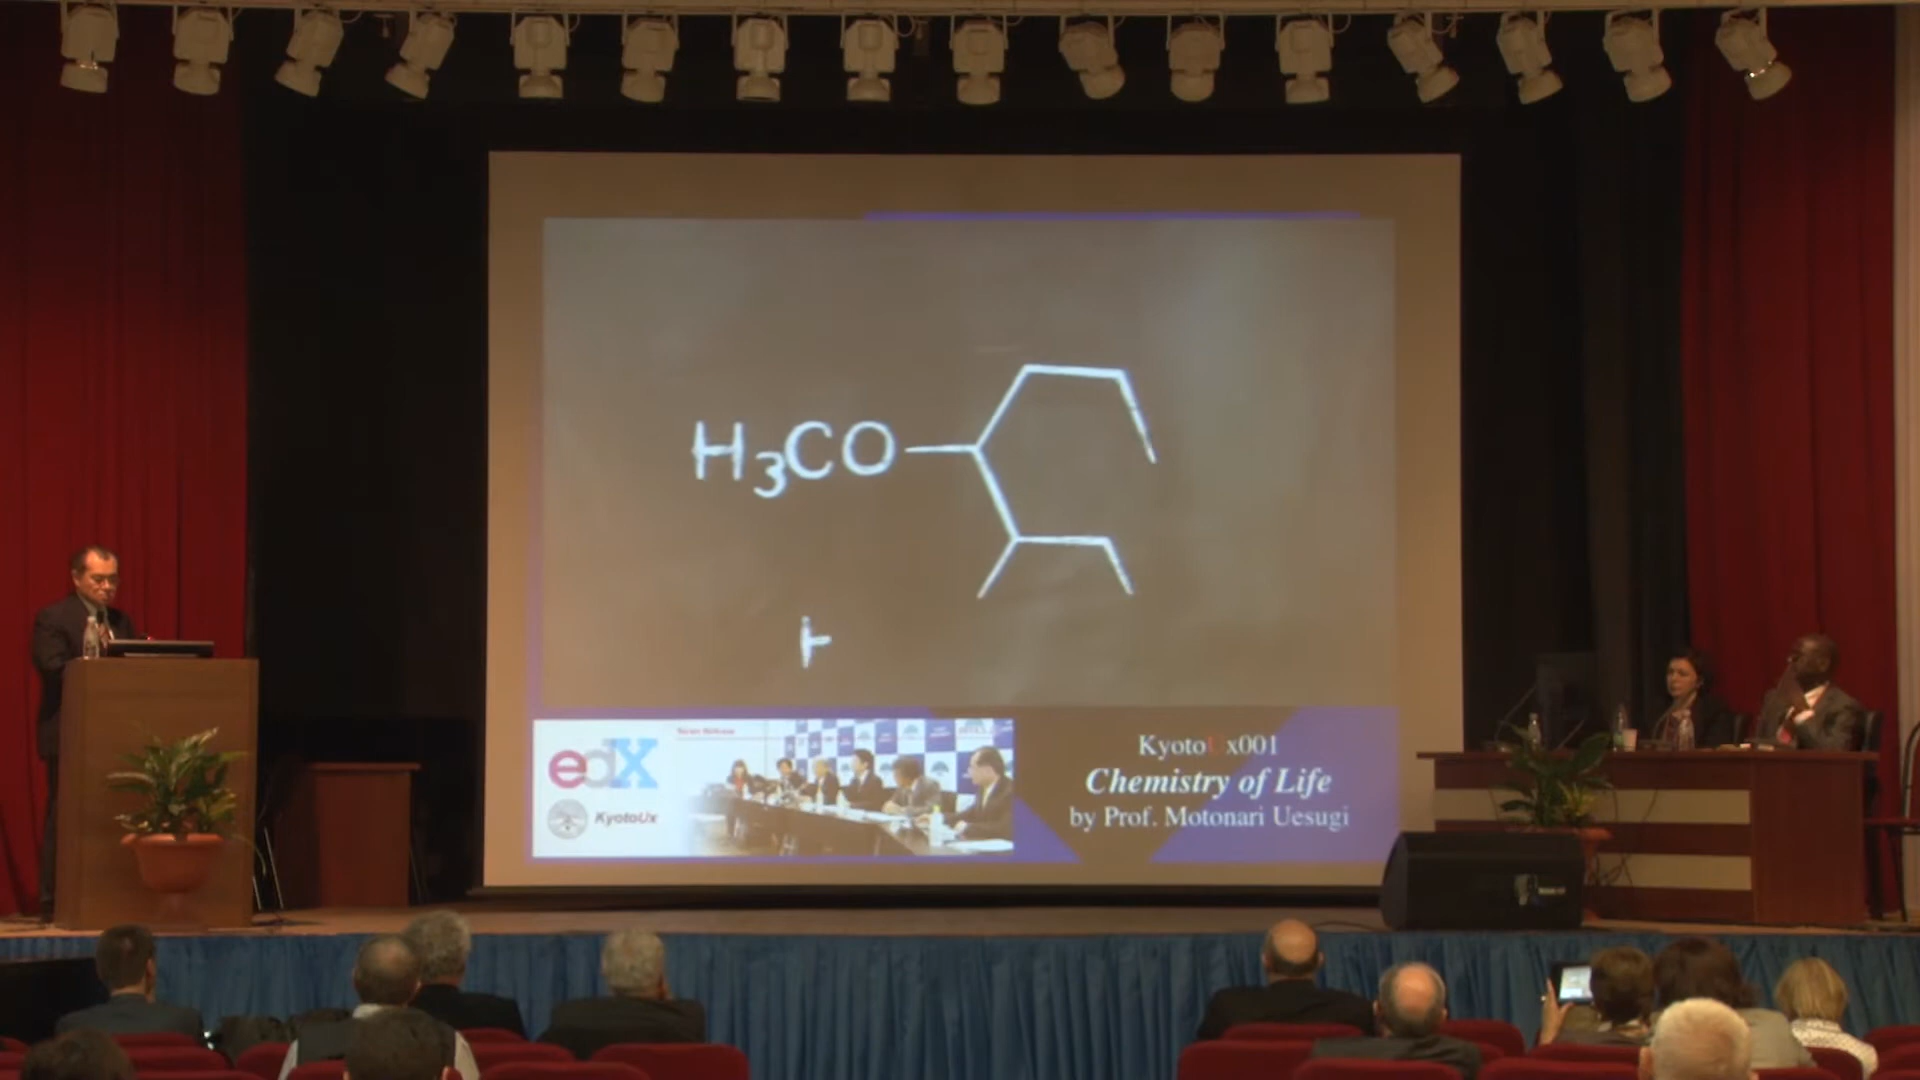 H3CO
edX
KyotoUx
KyotoUx001
Chemistry of Life
by Prof. Motonari Uesugi